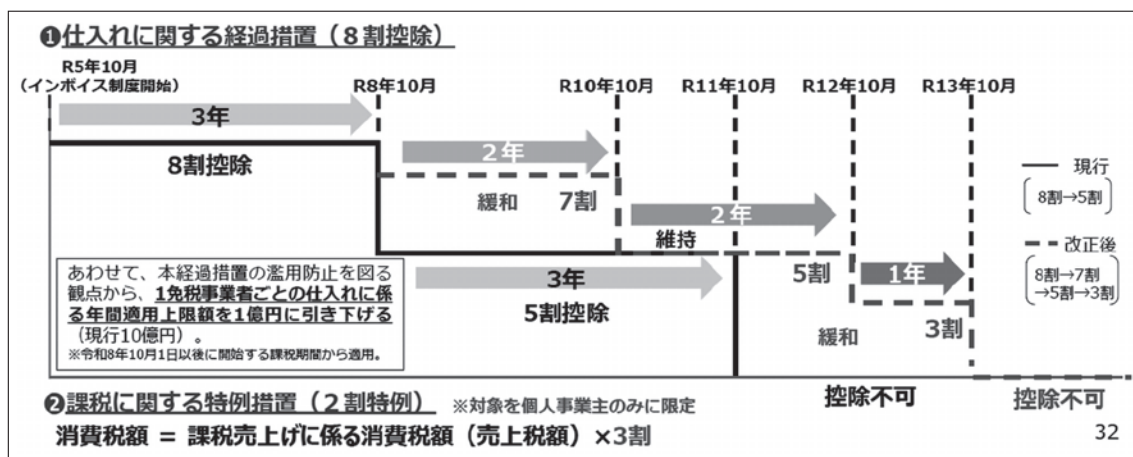 ❶仕入れに関する経過措置（８割控除）
R5年10月
（インボイス制度開始）
R8年10月
R10年10月
R11年10月
R12年10月
R13年10月
3年
8割控除
２年
緩和
7割
２年
維持
5割
1年
緩和
3割
3年
5割控除
現行
8割→5割
改正後
8割→7割
→5割→3割
あわせて、本経過措置の濫用防止を図る
観点から、1免税事業者ごとの仕入れに係
る年間適用上限額を1億円に引き下げる
（現行10億円）。
※令和8年10月1日以後に開始する課税期間から適用。
控除不可
控除不可
❷課税に関する特例措置（２割特例）　※対象を個人事業主のみに限定
消費税額 ＝ 課税売上げに係る消費税額（売上税額）×3割
32